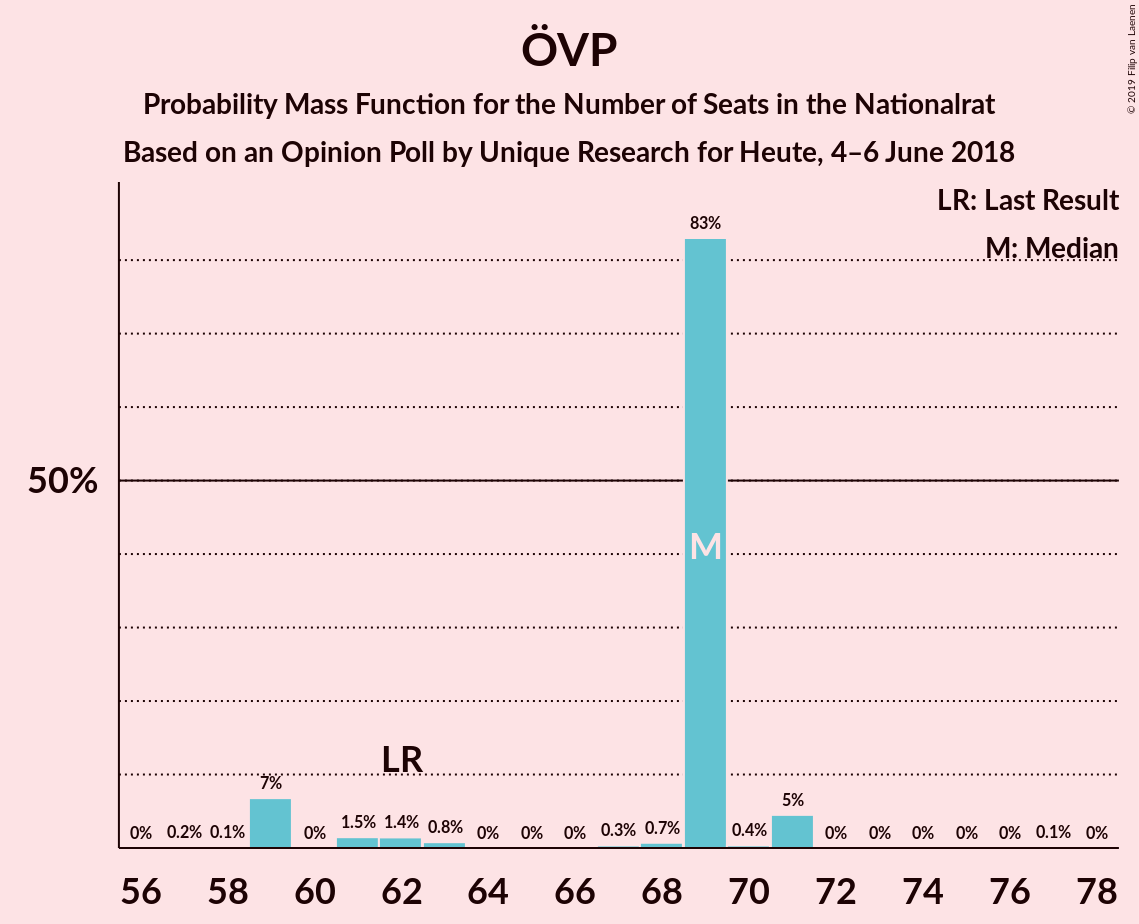 ÖVP
Probability Mass Function for the Number of Seats in the Nationalrat
Based on an Opinion Poll by Unique Research for Heute, 4–6 June 2018
© 2019 Filip van Laenen
LR: Last Result
M: Median
83%
50%
M
LR
0% 0.2% 0.1% 7% 0% 1.5% 1.4% 0.8% 0% 0% 0% 0.3% 0.7% 0.4% 5% 0% 0% 0% 0% 0% 0.1% 0%
56 58 60 62 64 66 68 70 72 74 76 78